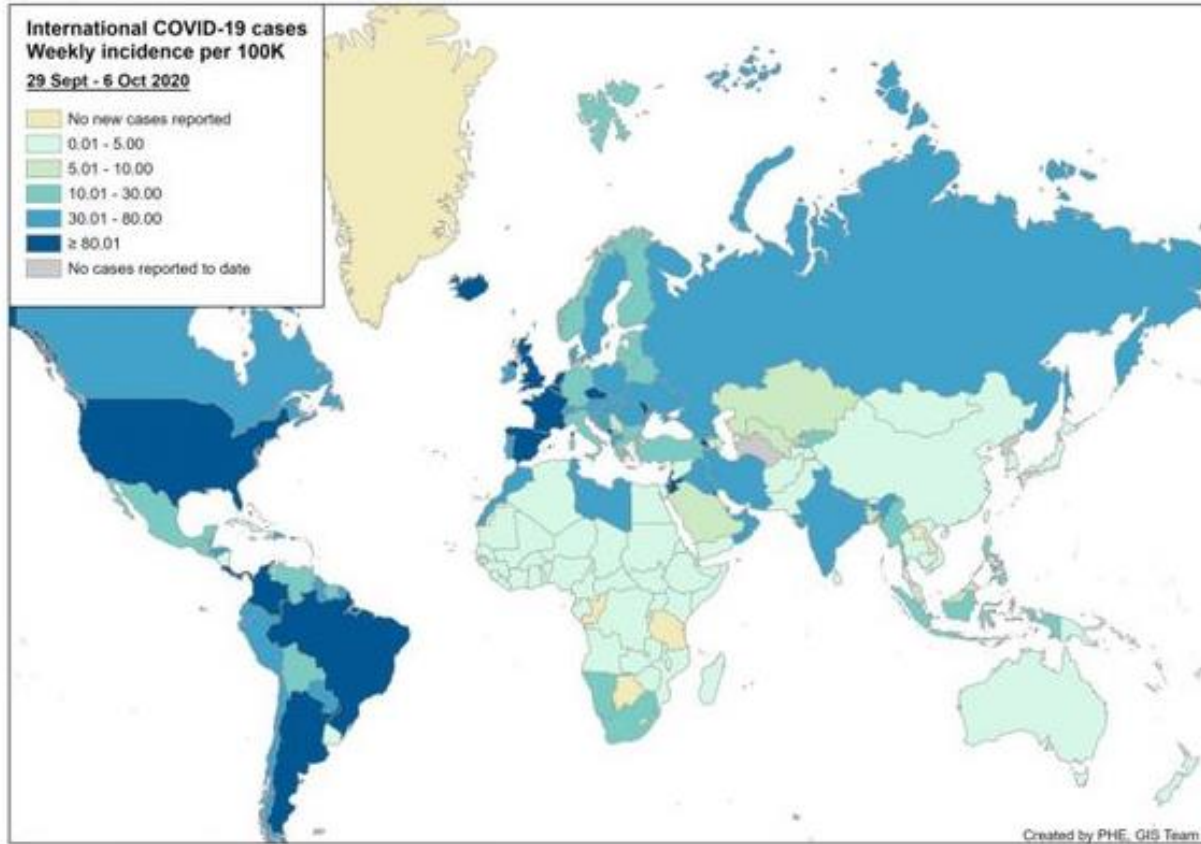 International COVID-19 cases
Weekly incidence per 100K
29 Sept - 6 Oct 2020
No new cases reported
0.01 - 5.00
5.01 - 10.00
10.01 - 30.00
30.01 - 80.00
≥ 80.01
No cases reported to date
Created by PHE, GIS Team